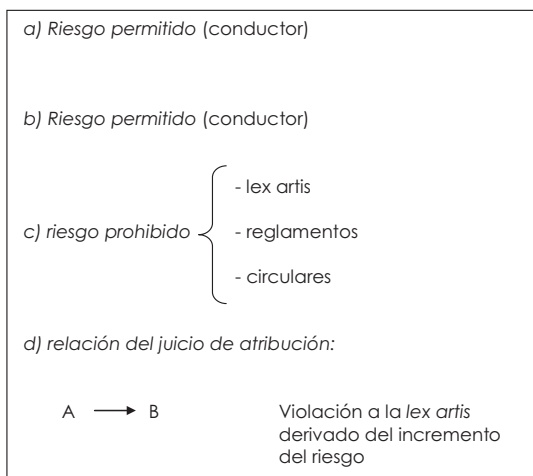 a) Riesgo permitido (conductor)
b) Riesgo permitido (conductor)
- lex artis
c) riesgo prohibido - reglamentos
- circulares
d) relación del juicio de atribución:
A → B Violación a la lex artis
derivado del incremento
del riesgo